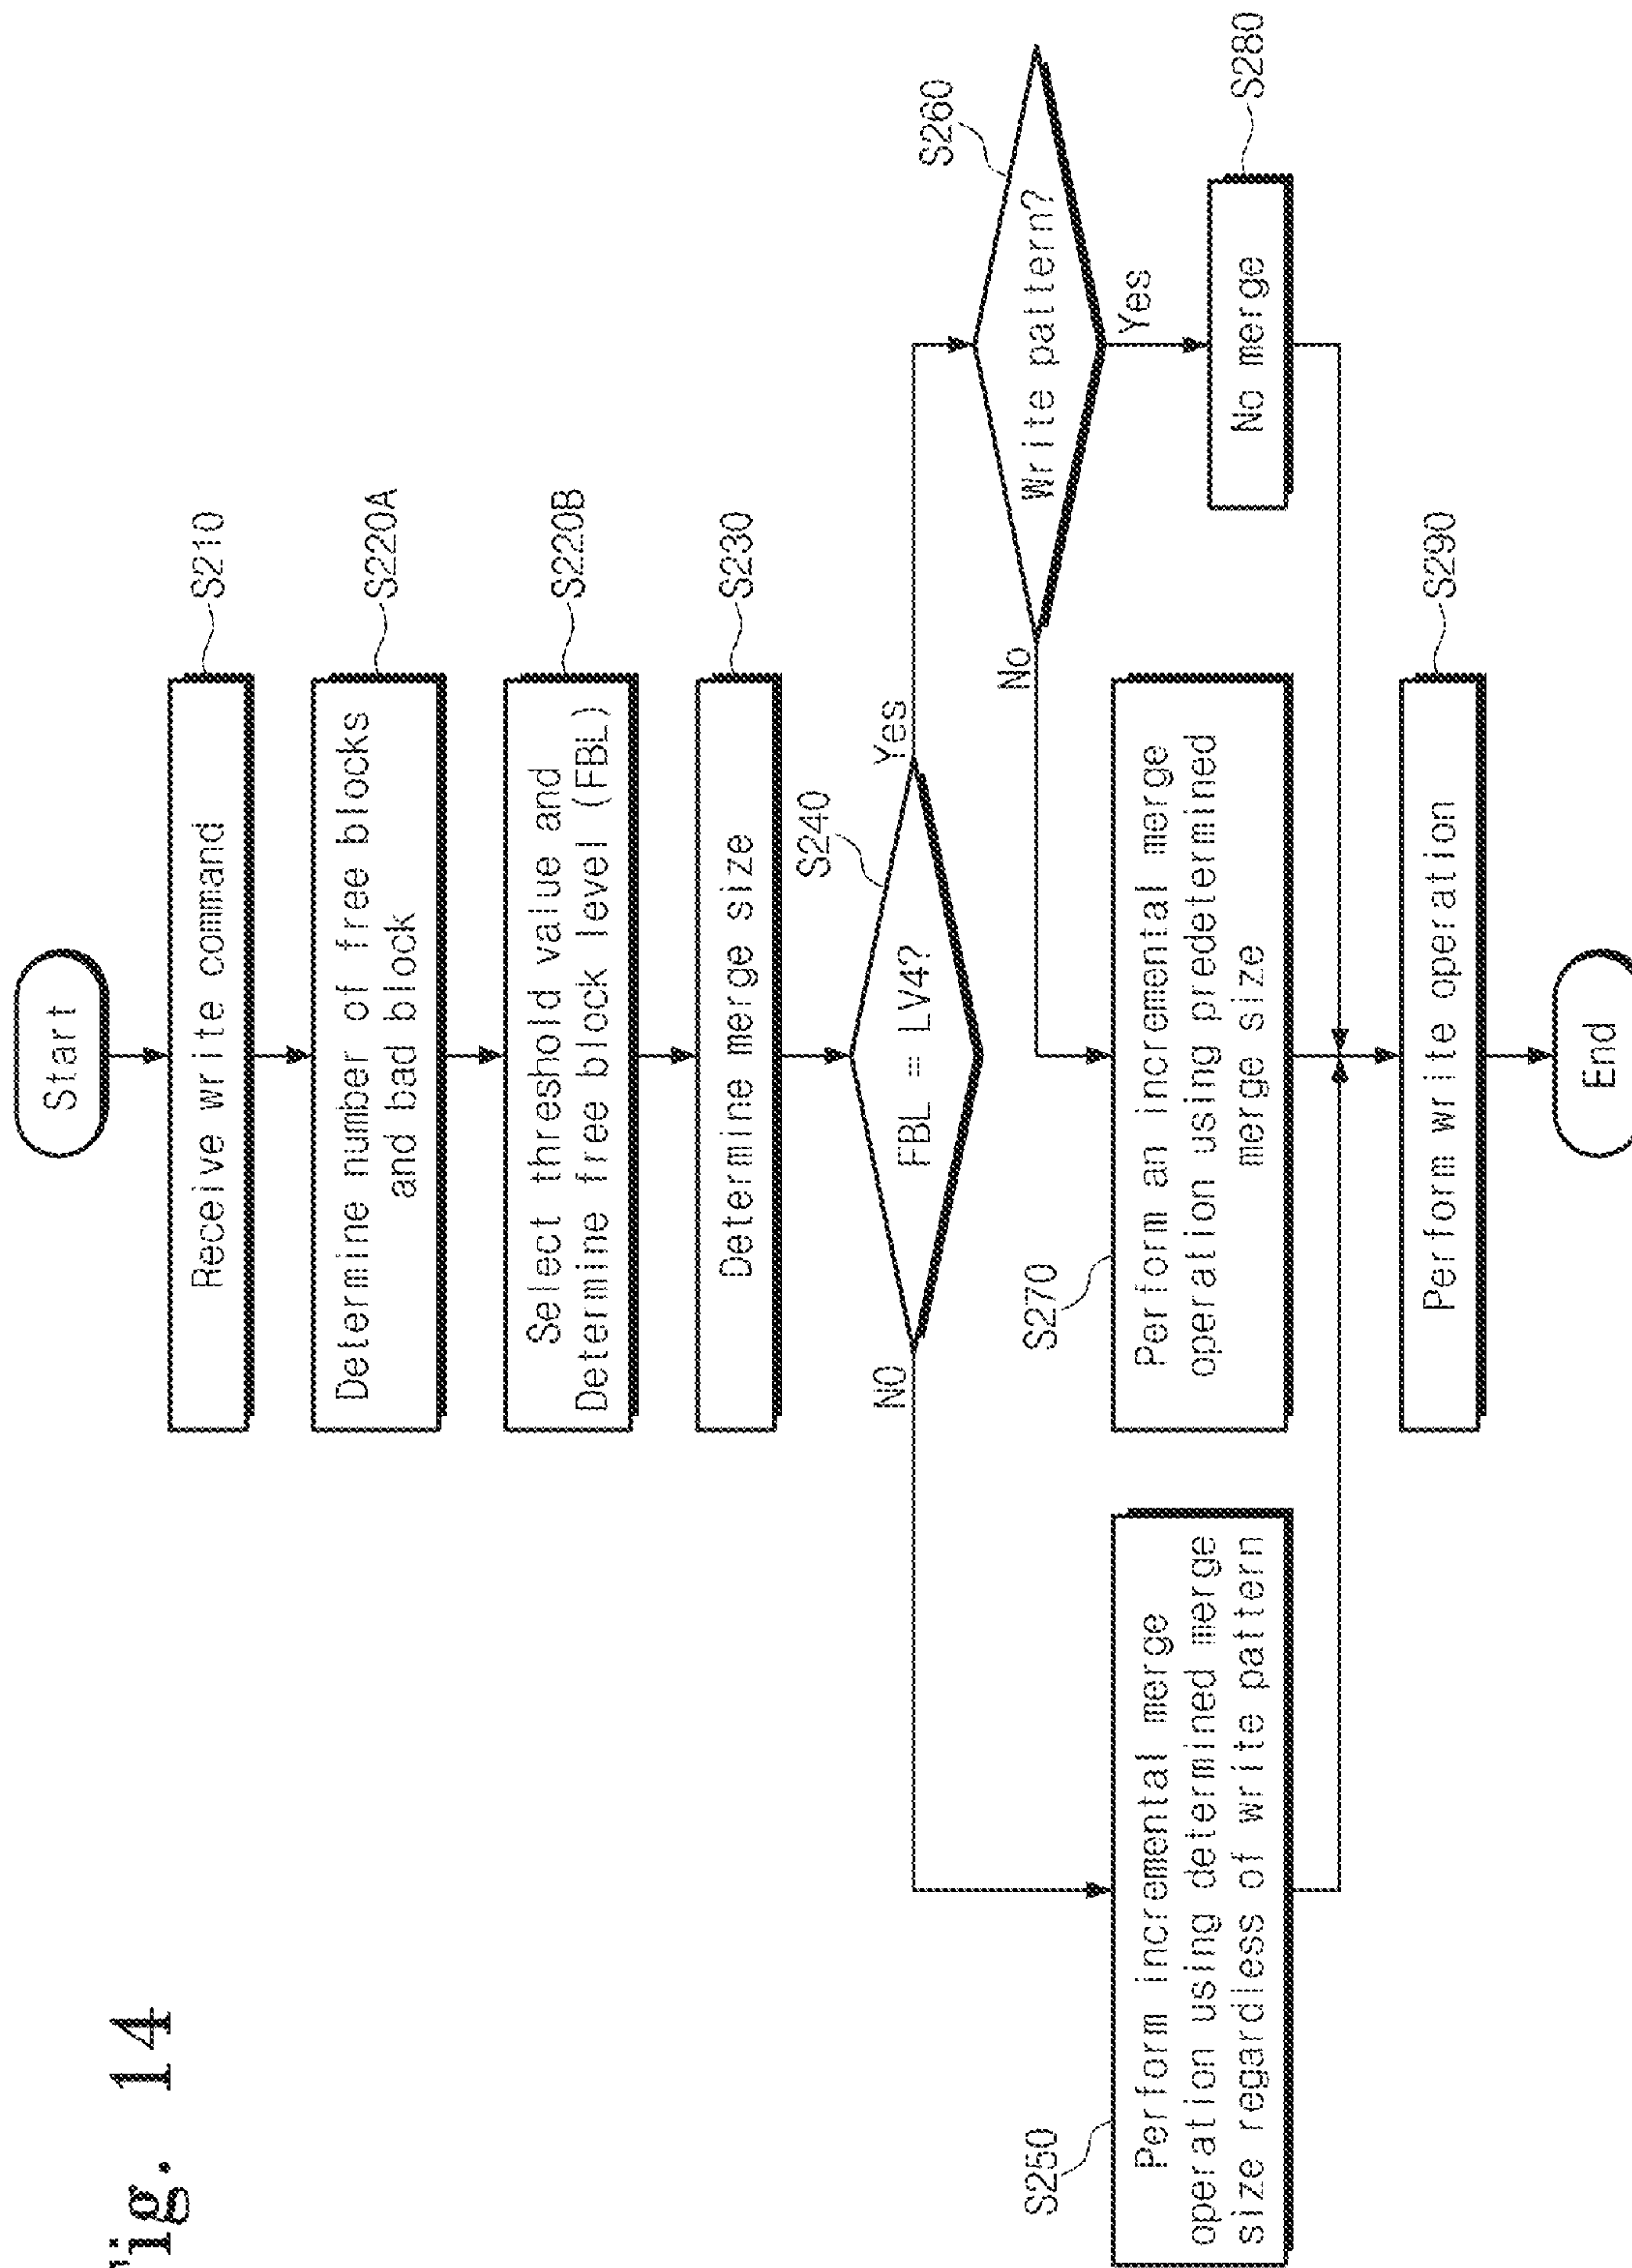 Fig. 14
Start
Receive write command
S210
Determine number of free blocks
and bad block
S220A
Select threshold value and
Determine free block level (FBL)
S220B
Determine merge size
S230
FBL = LV4?
S240
NO
Yes
Write pattern?
S260
No
Yes
S250
Perform incremental merge
operation using determined merge
size regardless of write pattern
S270
Perform an incremental merge
operation using predetermined
merge size
No merge
S280
Perform write operation
S290
End